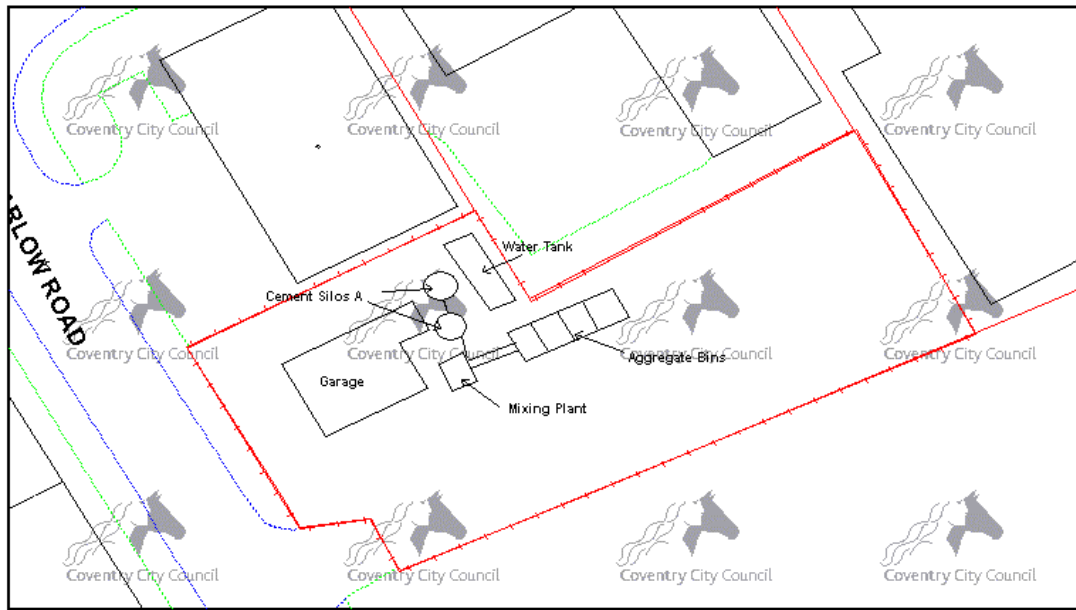 Coventry City Council Coventry City Council Coventry City Council Coventry City Council
ARLOW ROAD
Water Tank
Cement Silos A
Coventry City Council Coventry City Council Coventry City Council Coventry City Council
Aggregate Bins
Garage
Mixing Plant
Coventry City Council Coventry City Council Coventry City Council Coventry City Council